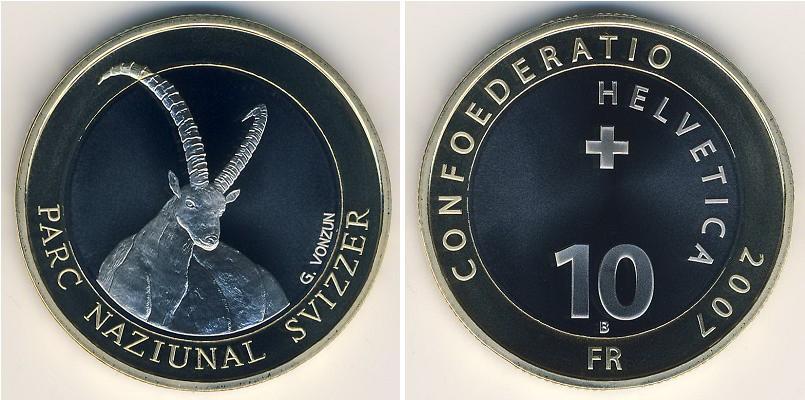 PARC NAZIUNAL SVIZZER
G. VONZUN
CONFOEDERATIO
HELVETICA
2007
10
B
FR